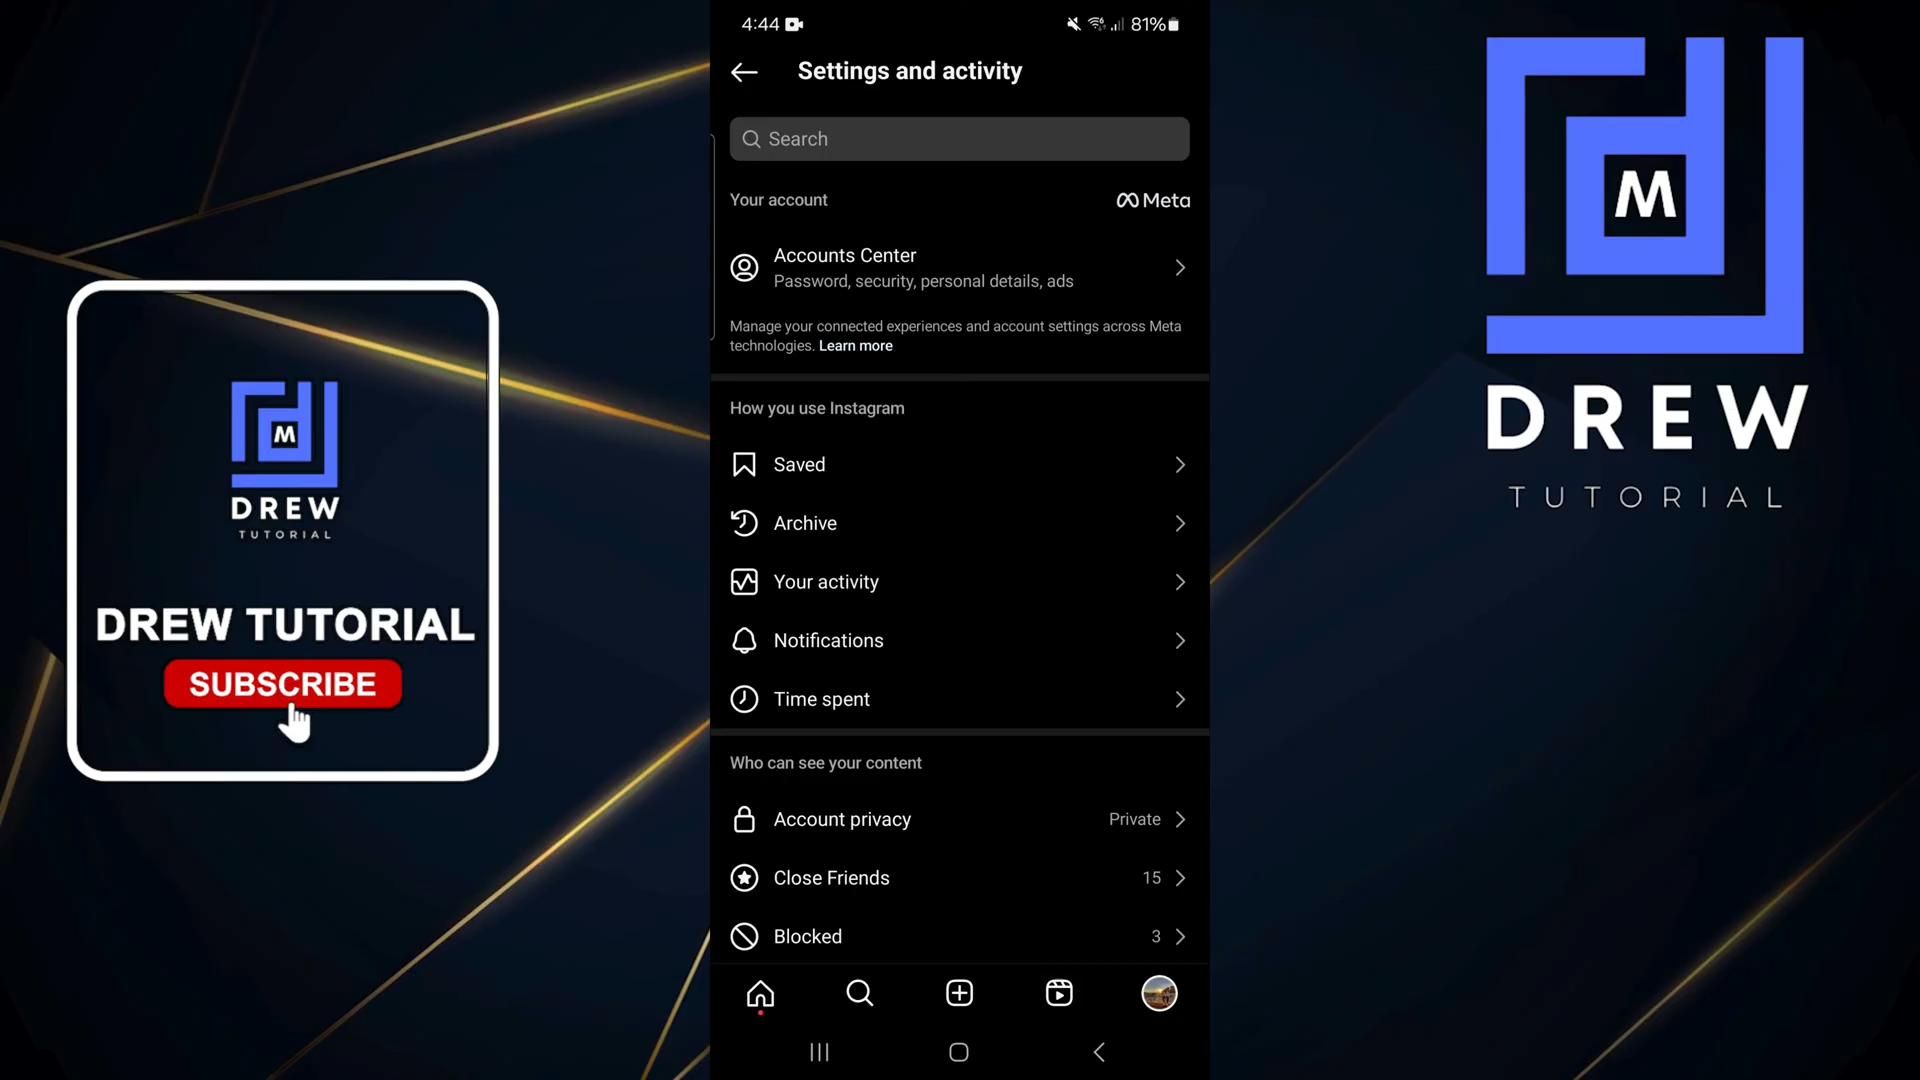 4:44
81%
Settings and activity
Search
Your account
Meta
Accounts Center
Password, security, personal details, ads
Manage your connected experiences and account settings across Meta
technologies. Learn more
How you use Instagram
Saved
Archive
Your activity
Notifications
Time spent
Who can see your content
Account privacy
Private
Close Friends
15
Blocked
3
M
DREW
TUTORIAL
DREW TUTORIAL
SUBSCRIBE
M
DREW
TUTORIAL